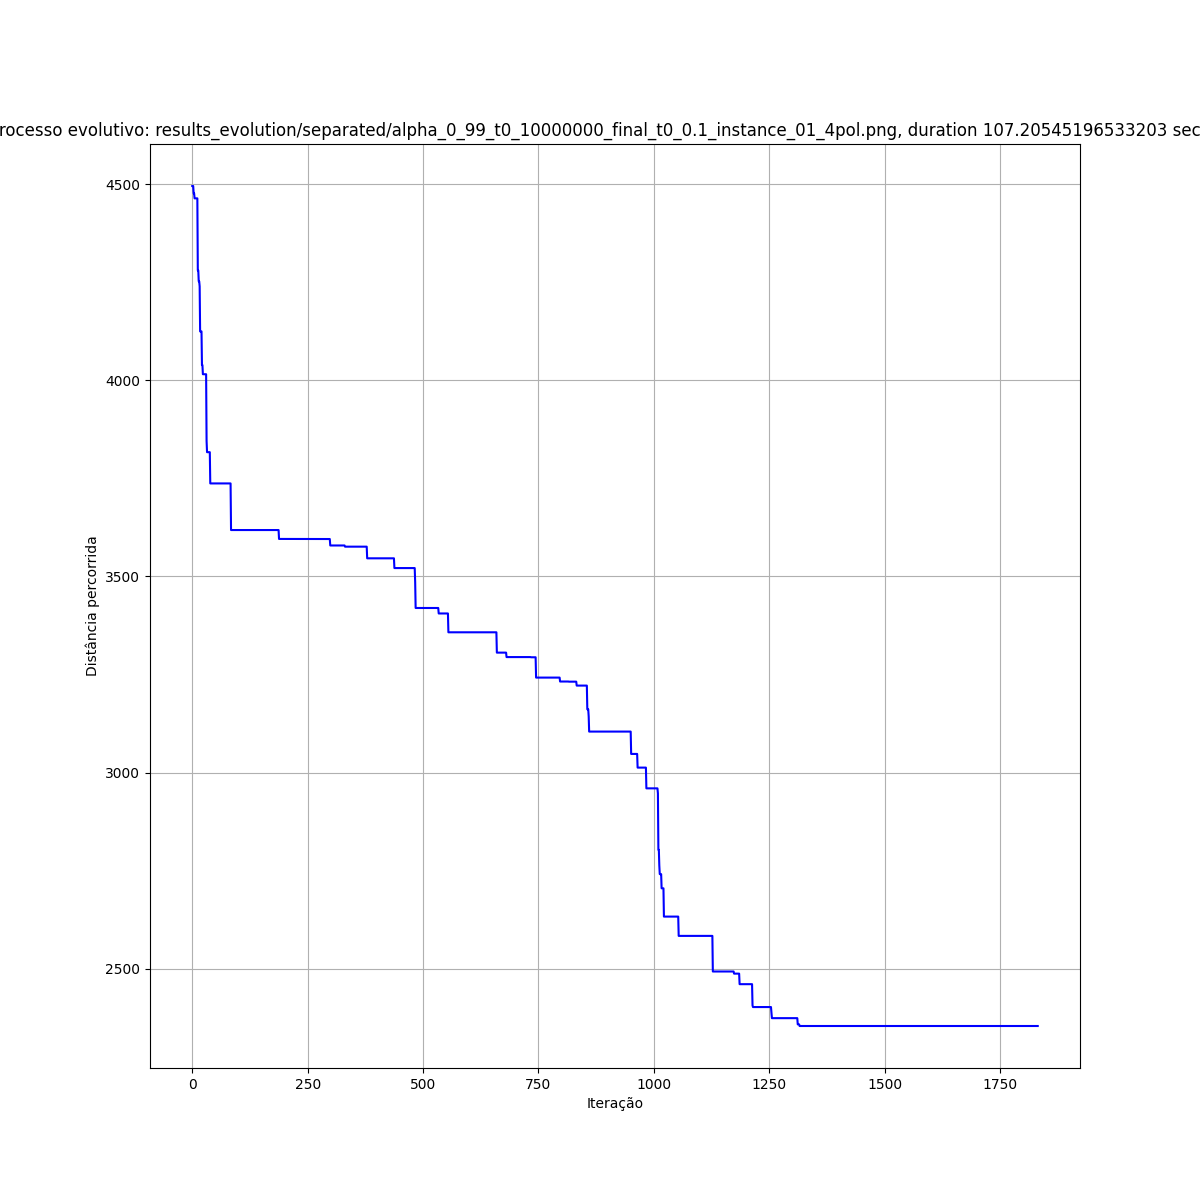 rocesso evolutivo: results_evolution/separated/alpha_0_99_t0_10000000_final_t0_0.1_instance_01_4pol.png, duration 107.20545196533203 sec
4500
4000
3500
3000
2500
Distância percorrida
0 250 500 750 1000 1250 1500 1750
Iteração